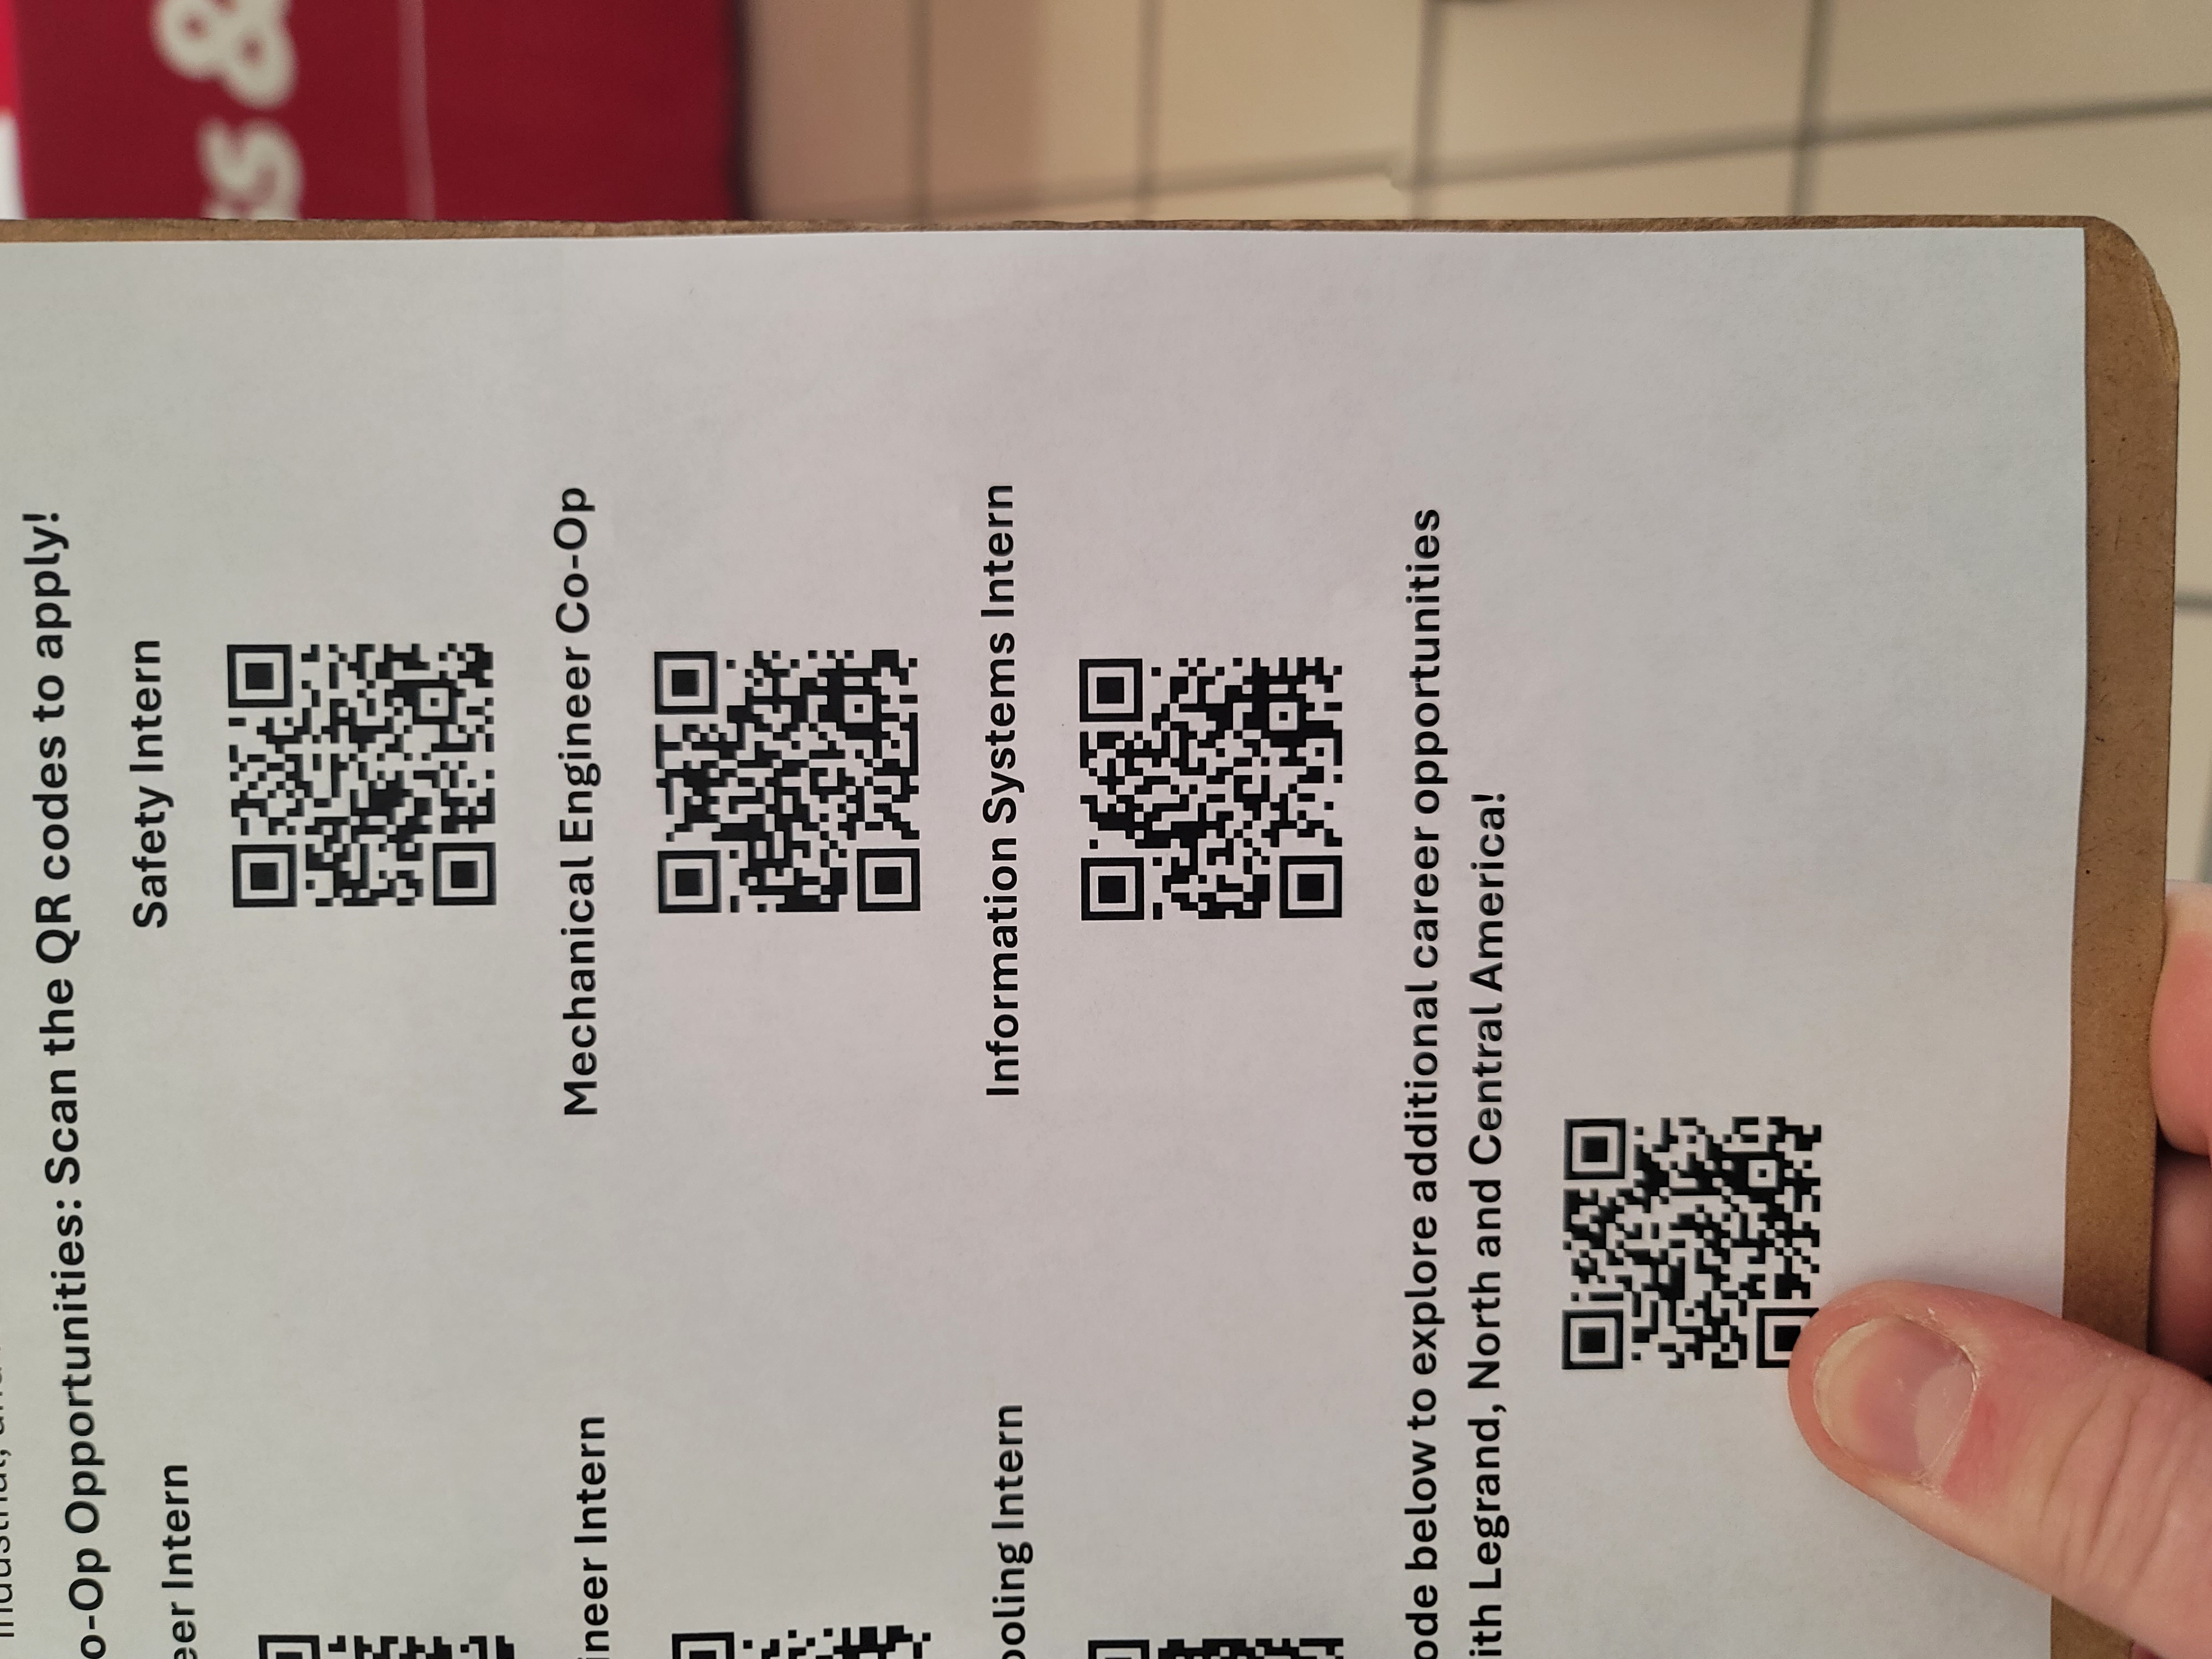 o-Op Opportunities: Scan the QR codes to apply!
eer Intern
Safety Intern
ineer Intern
Mechanical Engineer Co-Op
ooling Intern
Information Systems Intern
ode below to explore additional career opportunities
ith Legrand, North and Central America!
s &